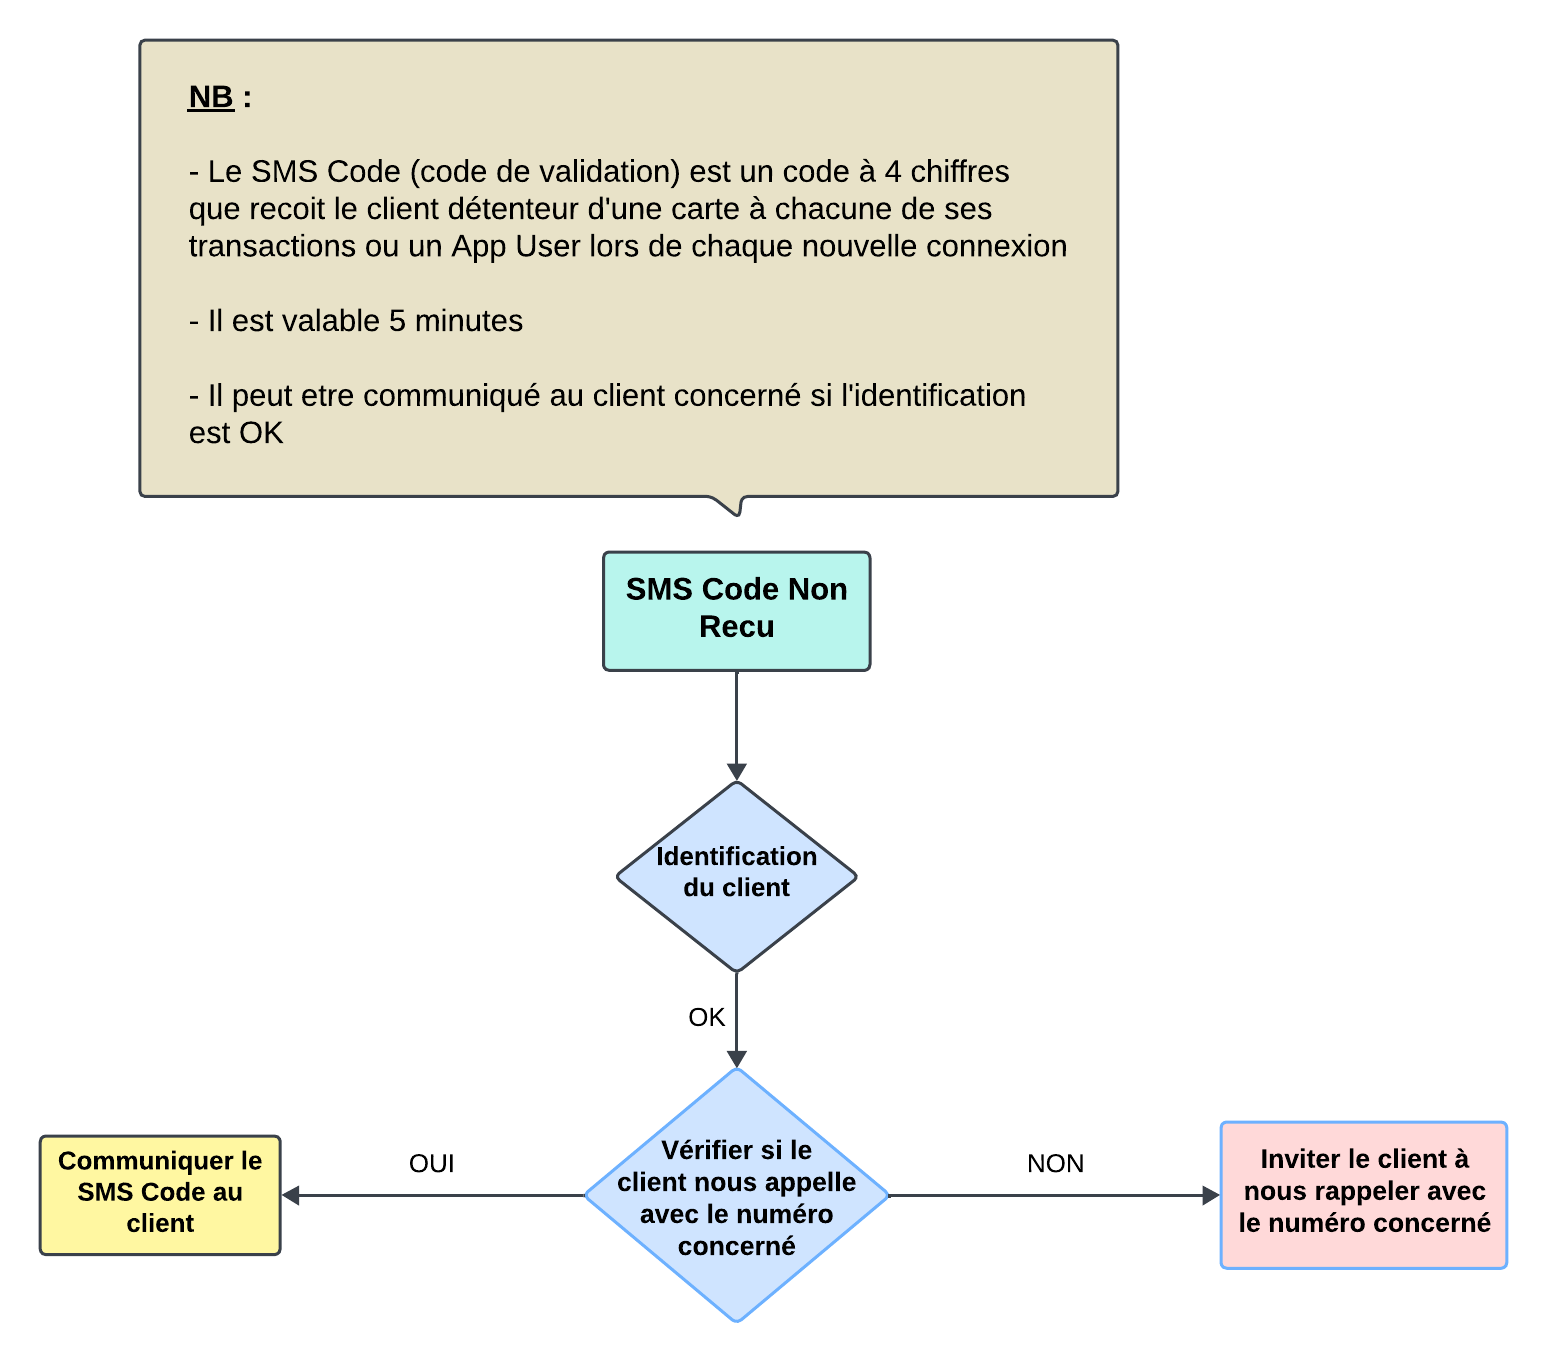 NB :
- Le SMS Code (code de validation) est un code à 4 chiffres
que recoit le client détenteur d'une carte à chacune de ses
transactions ou un App User lors de chaque nouvelle connexion
- Il est valable 5 minutes
- Il peut etre communiqué au client concerné si l'identification
est OK
SMS Code Non
Recu
Identification
du client
OK
Vérifier si le
client nous appelle
avec le numéro
concerné
OUI
Communiquer le
SMS Code au
client
NON
Inviter le client à
nous rappeler avec
le numéro concerné